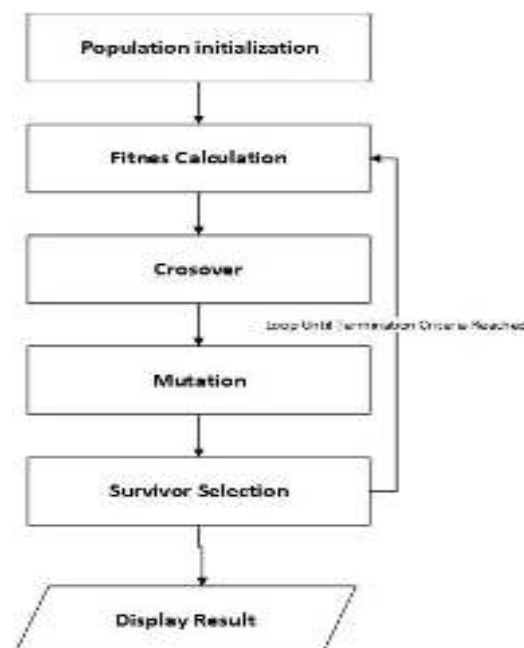 Population initialization
Fitnes Calculation
Crosover
Loop Until Termination Criteria Reached
Mutation
Survivor Selection
Display Result